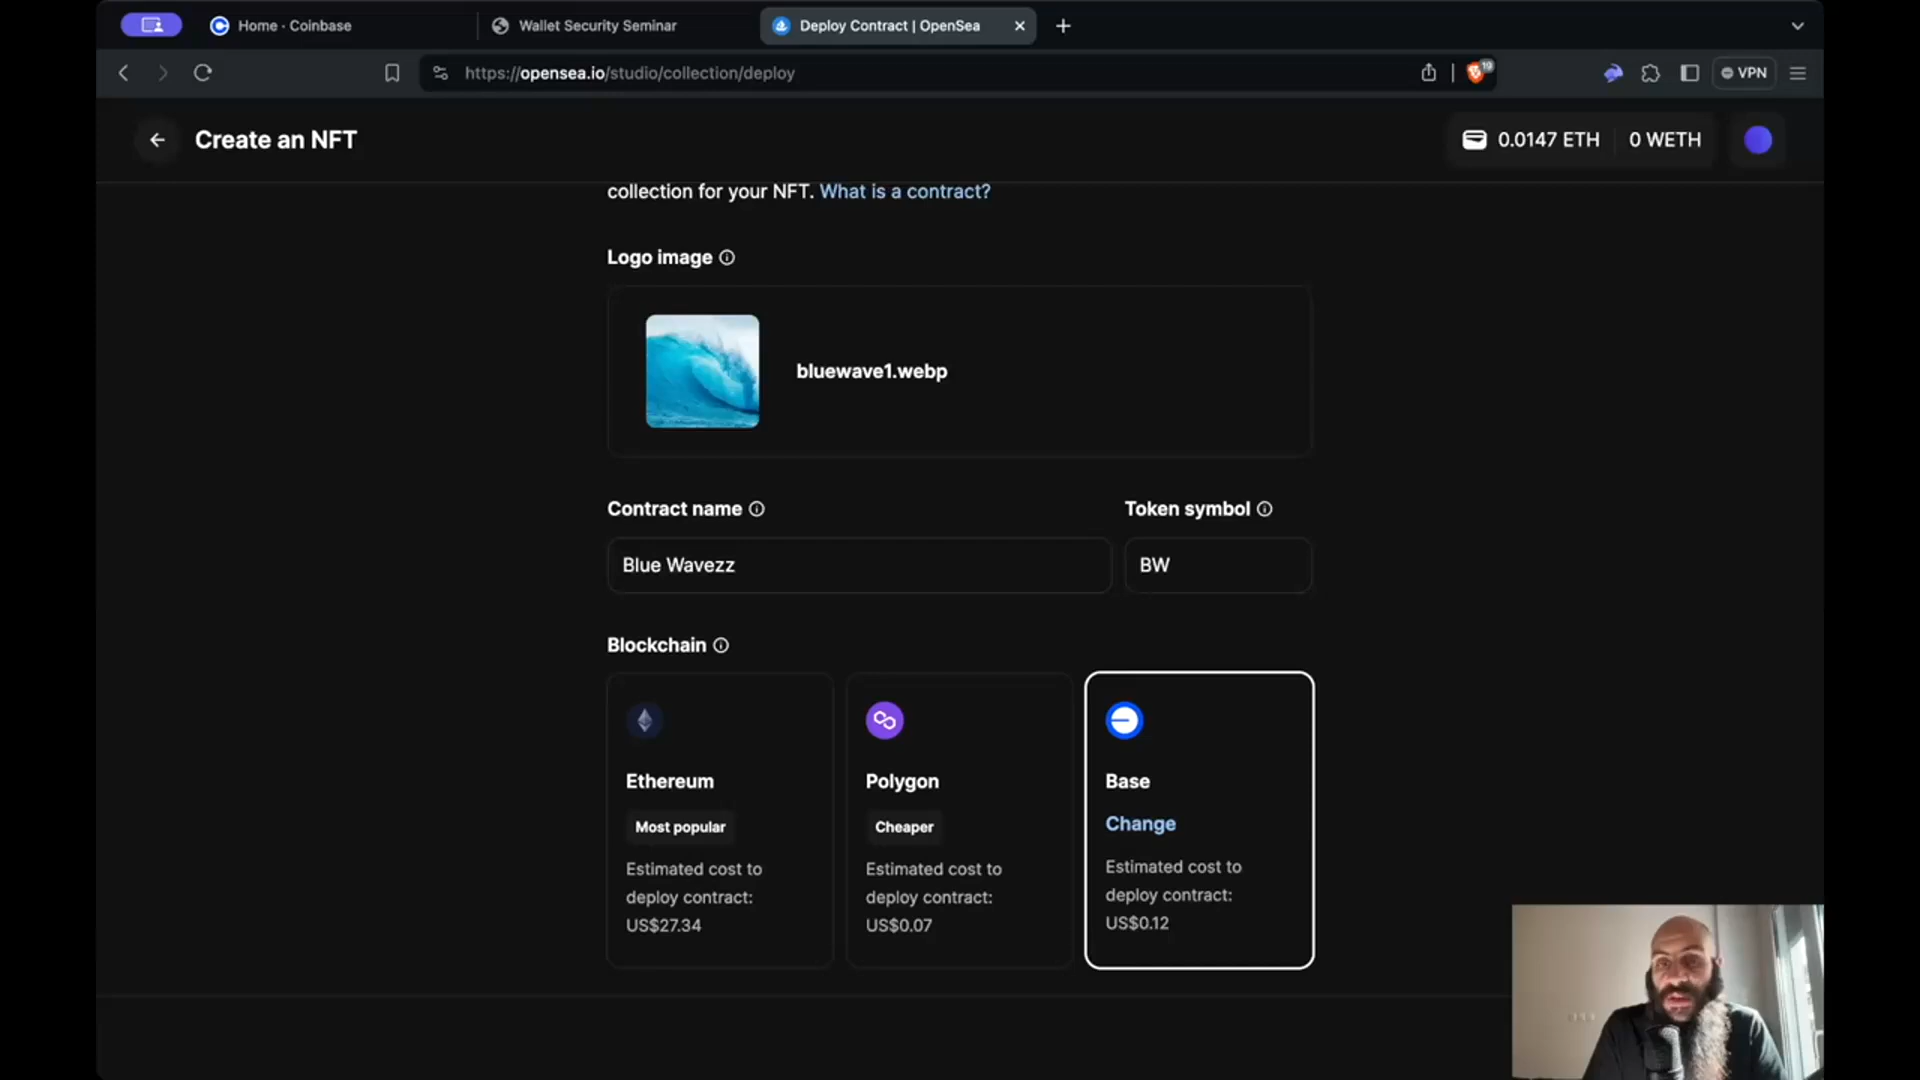 Home - Coinbase
Wallet Security Seminar
Deploy Contract | OpenSea
https://opensea.io/studio/collection/deploy
19
VPN
Create an NFT
0.0147 ETH
0 WETH
collection for your NFT. What is a contract?
Logo image
bluewave1.webp
Contract name
Token symbol
Blue Wavezz
BW
Blockchain
Ethereum
Most popular
Estimated cost to
deploy contract:
US$27.34
Polygon
Cheaper
Estimated cost to
deploy contract:
US$0.07
Base
Change
Estimated cost to
deploy contract:
US$0.12